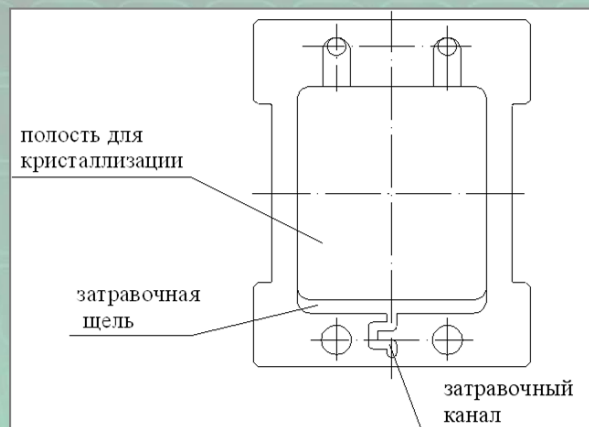 полость для
кристаллизации
затравочная
щель
затравочный
канал